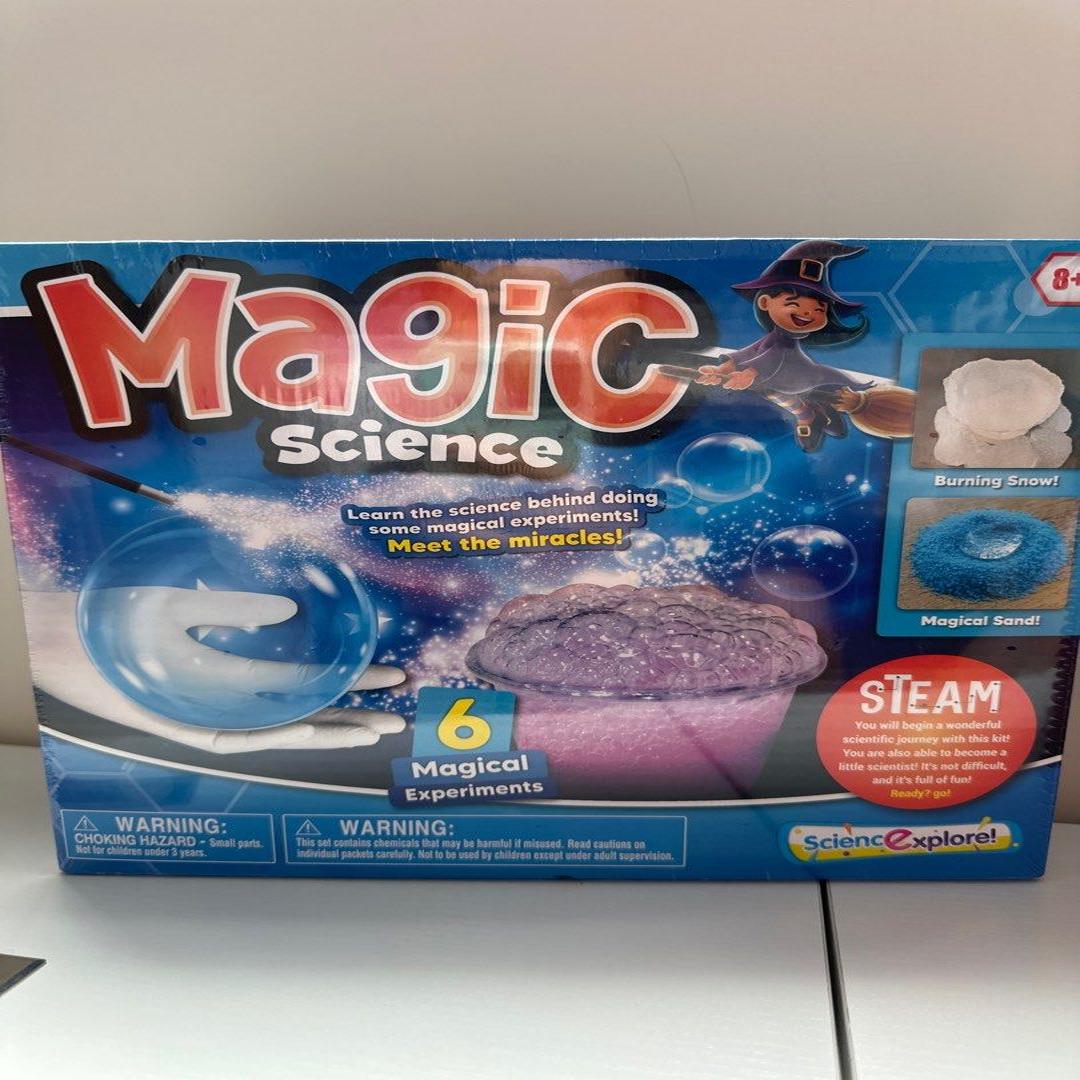 Magic
Science
8+
Learn the science behind doing
some magical experiments!
Meet the miracles!
Burning Snow!
Magical Sand!
6
Magical
Experiments
STEAM
You will begin a wonderful
scientific journey with this kit!
You are also able to become a
little scientist! It's not difficult,
and it's full of fun!
Ready? go!
WARNING:
CHOKING HAZARD - Small parts.
Not for children under 3 years.
WARNING:
This set contains chemicals that may be harmful if misused. Read cautions on
individual packets carefully. Not to be used by children except under adult supervision.
Sciencexplore!